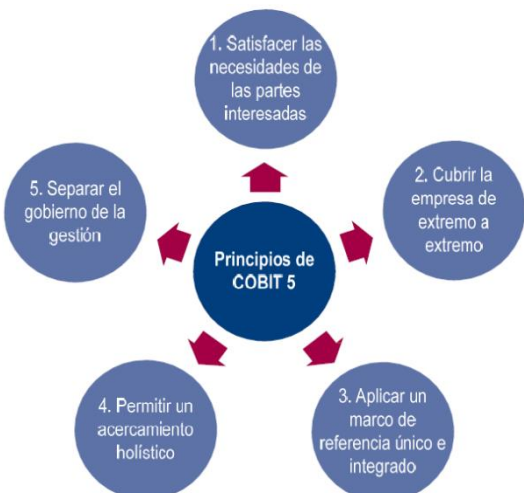 1. Satisfacer las
necesidades de
las partes
interesadas
2. Cubrir la
empresa de
extremo a
extremo
3. Aplicar un
marco de
referencia único e
integrado
4. Permitir un
acercamiento
holístico
5. Separar el
gobierno de la
gestión
Principios de
COBIT 5